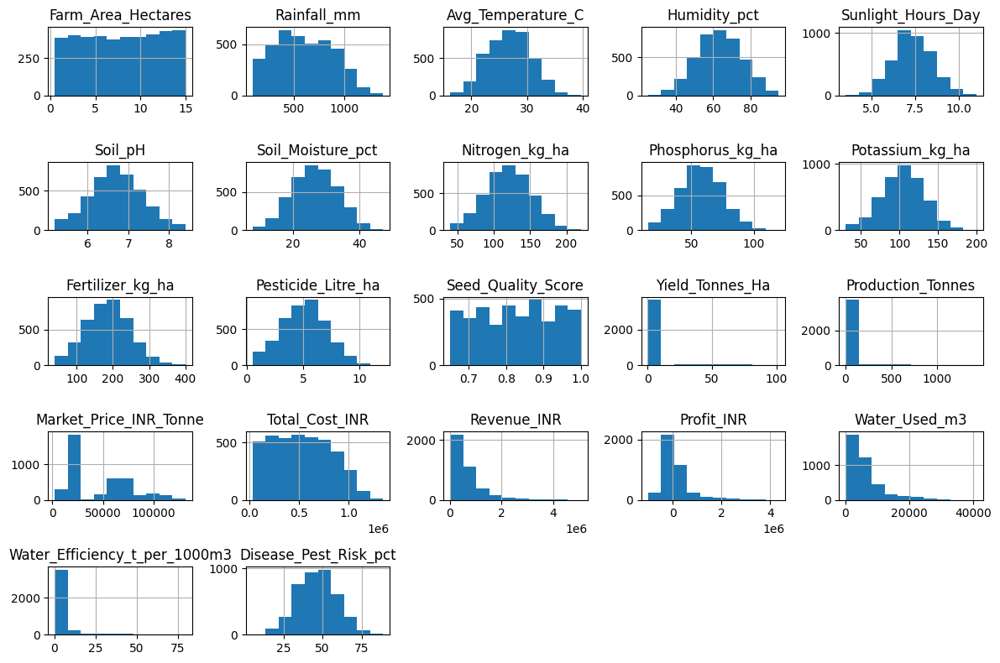 Farm_Area_Hectares Rainfall_mm Avg_Temperature_C Humidity_pct Sunlight_Hours_Day
250 0
0 5 10 15
500 0
500 1000
500 0
20 30 40
500 0
40 60 80
1000 0
5.0 7.5 10.0
Soil_pH Soil_Moisture_pct Nitrogen_kg_ha Phosphorus_kg_ha Potassium_kg_ha
500 0
6 7 8
500 0
20 40
500 0
50 100 150 200
500 0
50 100
1000 0
50 100 150 200
Fertilizer_kg_ha Pesticide_Litre_ha Seed_Quality_Score Yield_Tonnes_Ha Production_Tonnes
500 0
100 200 300 400
500 0
0 5 10
500 0
0.7 0.8 0.9 1.0
2000 0
0 50 100
2000 0
0 500 1000
Market_Price_INR_Tonne Total_Cost_INR Revenue_INR Profit_INR Water_Used_m3
1000 0
0 50000 100000
500 0
0.0 0.5 1.0
1e6
2000 0
0 2 4
1e6
2000 0
0 2 4
1e6
1000 0
0 20000 40000
Water_Efficiency_t_per_1000m3 Disease_Pest_Risk_pct
2000 0
0 25 50 75
1000 0
25 50 75